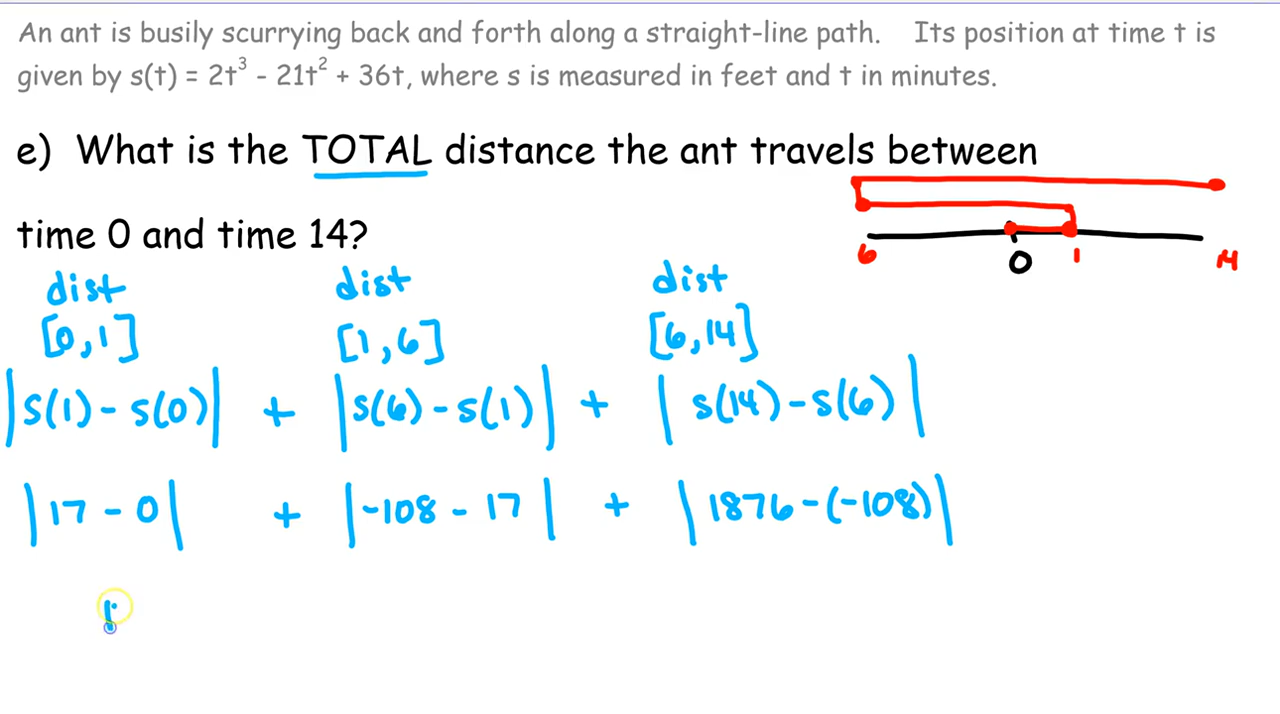 An ant is busily scurrying back and forth along a straight-line path. Its position at time t is
given by s(t) = 2t³ - 21t² + 36t, where s is measured in feet and t in minutes.
e) What is the TOTAL distance the ant travels between
time 0 and time 14?
6 0 1 14
dist dist dist
[0,1] [1,6] [6,14]
|s(1) - s(0)| + |s(6) - s(1)| + |s(14) - s(6)|
|17 - 0| + |-108 - 17| + |1876 - (-108)|